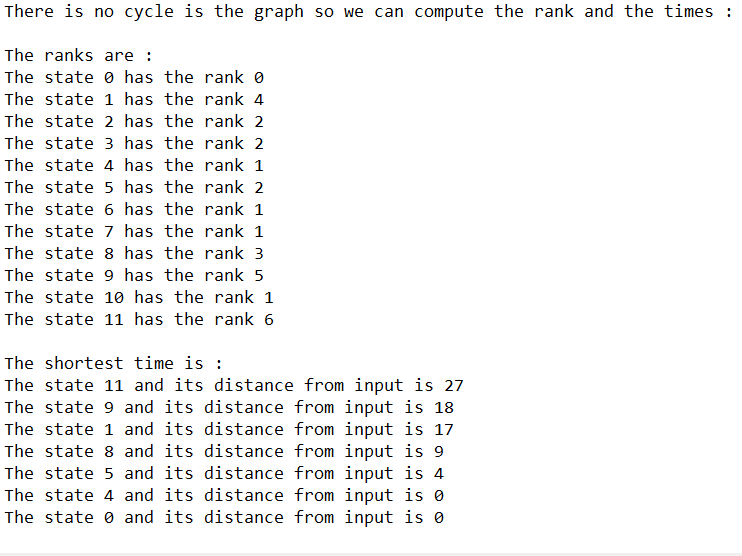 There is no cycle is the graph so we can compute the rank and the times :
The ranks are :
The state 0 has the rank 0
The state 1 has the rank 4
The state 2 has the rank 2
The state 3 has the rank 2
The state 4 has the rank 1
The state 5 has the rank 2
The state 6 has the rank 1
The state 7 has the rank 1
The state 8 has the rank 3
The state 9 has the rank 5
The state 10 has the rank 1
The state 11 has the rank 6
The shortest time is :
The state 11 and its distance from input is 27
The state 9 and its distance from input is 18
The state 1 and its distance from input is 17
The state 8 and its distance from input is 9
The state 5 and its distance from input is 4
The state 4 and its distance from input is 0
The state 0 and its distance from input is 0